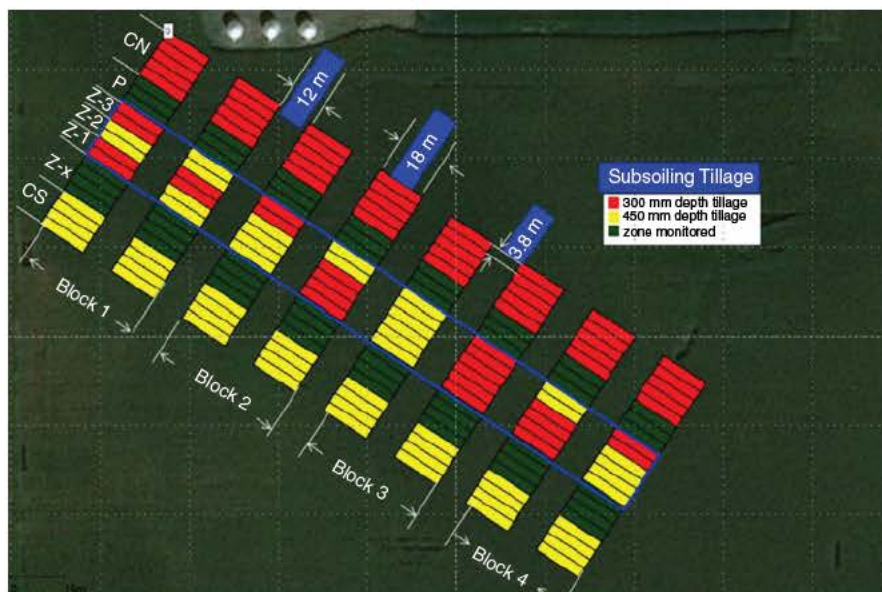 CN
P
Z-3
Z-2
Z-1
Z-x
CS
12 m
18 m
3.8 m
Subsoiling Tillage
300 mm depth tillage
450 mm depth tillage
zone monitored
Block 1
Block 2
Block 3
Block 4